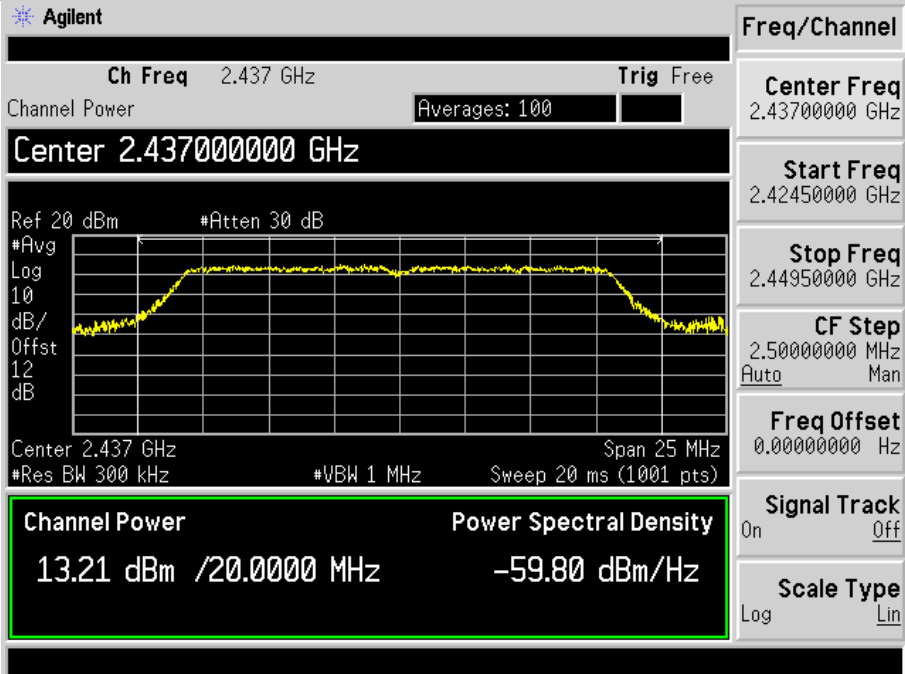 Agilent
Freq/Channel
Ch Freq 2.437 GHz Trig Free
Channel Power Averages: 100
Center 2.437000000 GHz
Ref 20 dBm #Atten 30 dB
#Avg
Log
10
dB/
Offst
12
dB
Center 2.437 GHz Span 25 MHz
#Res BW 300 kHz #VBW 1 MHz Sweep 20 ms (1001 pts)
Channel Power Power Spectral Density
13.21 dBm /20.0000 MHz -59.80 dBm/Hz
Center Freq
2.43700000 GHz
Start Freq
2.42450000 GHz
Stop Freq
2.44950000 GHz
CF Step
2.50000000 MHz
Auto Man
Freq Offset
0.00000000 Hz
Signal Track
On Off
Scale Type
Log Lin